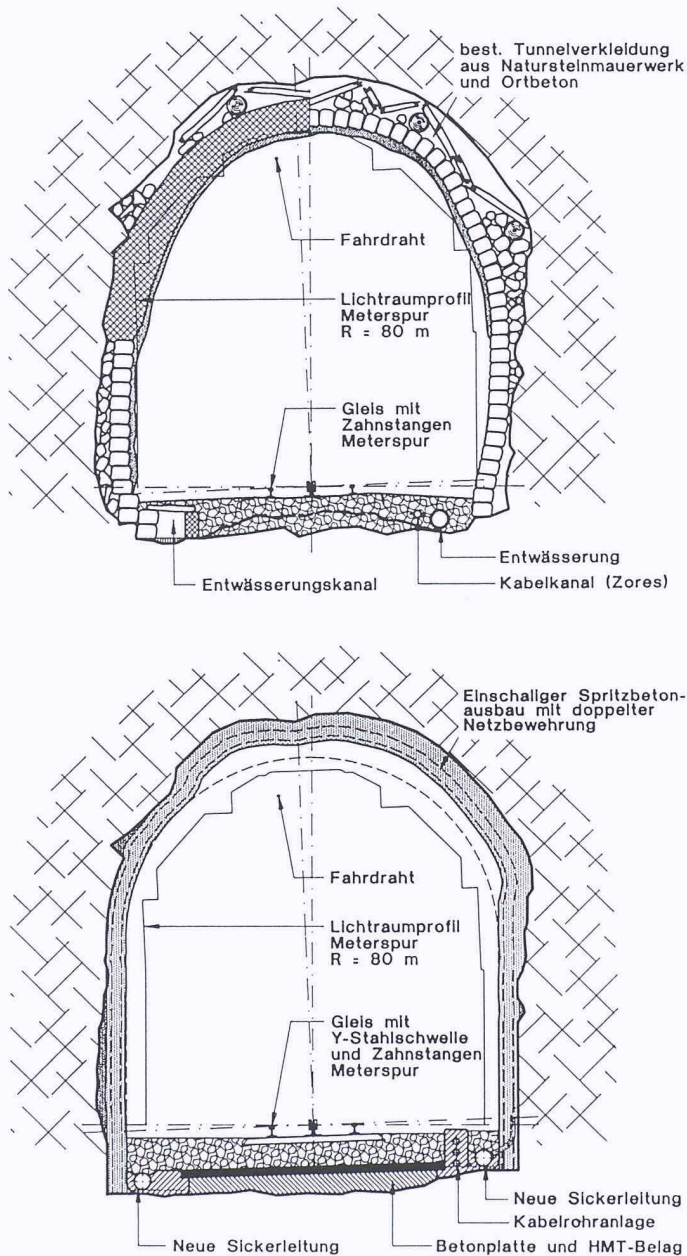 best. Tunnelverkleidung
aus Natursteinmauerwerk
und Ortbeton
Fahrdraht
Lichtraumprofil
Meterspur
R = 80 m
Gleis mit
Zahnstangen
Meterspur
Entwässerung
Entwässerungskanal
Kabelkanal (Zores)
Einschaliger Spritzbeton-
ausbau mit doppelter
Netzbewehrung
Fahrdraht
Lichtraumprofil
Meterspur
R = 80 m
Gleis mit
Y-Stahlschwelle
und Zahnstangen
Meterspur
Neue Sickerleitung
Kabelrohranlage
Neue Sickerleitung
Betonplatte und HMT-Belag